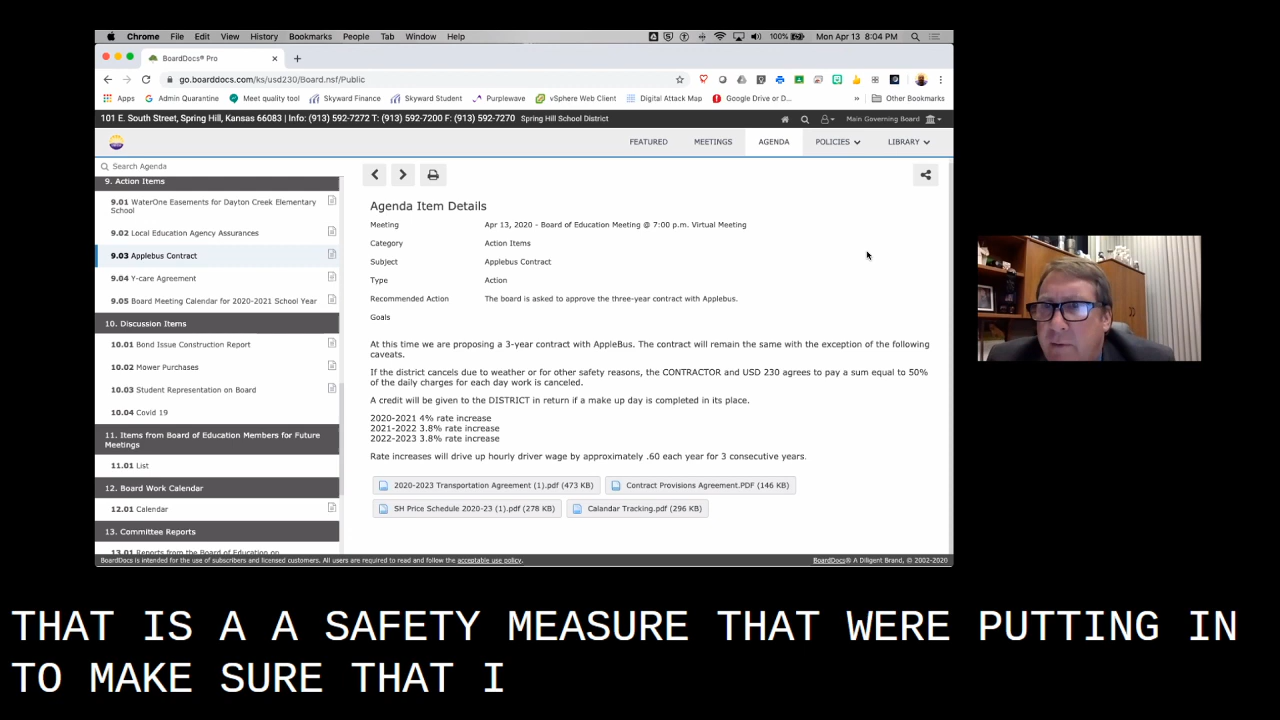 Chrome File Edit View History Bookmarks People Tab Window Help 100% Mon Apr 13 8:04 PM
BoardDocs® Pro
go.boarddocs.com/ks/usd230/Board.nsf/Public
Apps Admin Quarantine Meet quality tool Skyward Finance Skyward Student Purplewave vSphere Web Client Digital Attack Map Google Drive or D... » Other Bookmarks
101 E. South Street, Spring Hill, Kansas 66083 | Info: (913) 592-7272 T: (913) 592-7200 F: (913) 592-7270 Spring Hill School District Main Governing Board
FEATURED MEETINGS AGENDA POLICIES LIBRARY
Search Agenda
9. Action Items
9.01 WaterOne Easements for Dayton Creek Elementary
School
9.02 Local Education Agency Assurances
9.03 Applebus Contract
9.04 Y-care Agreement
9.05 Board Meeting Calendar for 2020-2021 School Year
10. Discussion Items
10.01 Bond Issue Construction Report
10.02 Mower Purchases
10.03 Student Representation on Board
10.04 Covid 19
11. Items from Board of Education Members for Future
Meetings
11.01 List
12. Board Work Calendar
12.01 Calendar
13. Committee Reports
13.01 Reports from the Board of Education on
Agenda Item Details
Meeting Apr 13, 2020 - Board of Education Meeting @ 7:00 p.m. Virtual Meeting
Category Action Items
Subject Applebus Contract
Type Action
Recommended Action The board is asked to approve the three-year contract with Applebus.
Goals
At this time we are proposing a 3-year contract with AppleBus. The contract will remain the same with the exception of the following
caveats.
If the district cancels due to weather or for other safety reasons, the CONTRACTOR and USD 230 agrees to pay a sum equal to 50%
of the daily charges for each day work is canceled.
A credit will be given to the DISTRICT in return if a make up day is completed in its place.
2020-2021 4% rate increase
2021-2022 3.8% rate increase
2022-2023 3.8% rate increase
Rate increases will drive up hourly driver wage by approximately .60 each year for 3 consecutive years.
2020-2023 Transportation Agreement (1).pdf (473 KB) Contract Provisions Agreement.PDF (146 KB)
SH Price Schedule 2020-23 (1).pdf (278 KB) Calandar Tracking.pdf (296 KB)
BoardDocs is intended for the use of subscribers and licensed customers. All users are required to read and follow the acceptable use policy. BoardDocs® A Diligent Brand, © 2002-2020
THAT IS A A SAFETY MEASURE THAT WERE PUTTING IN
TO MAKE SURE THAT I